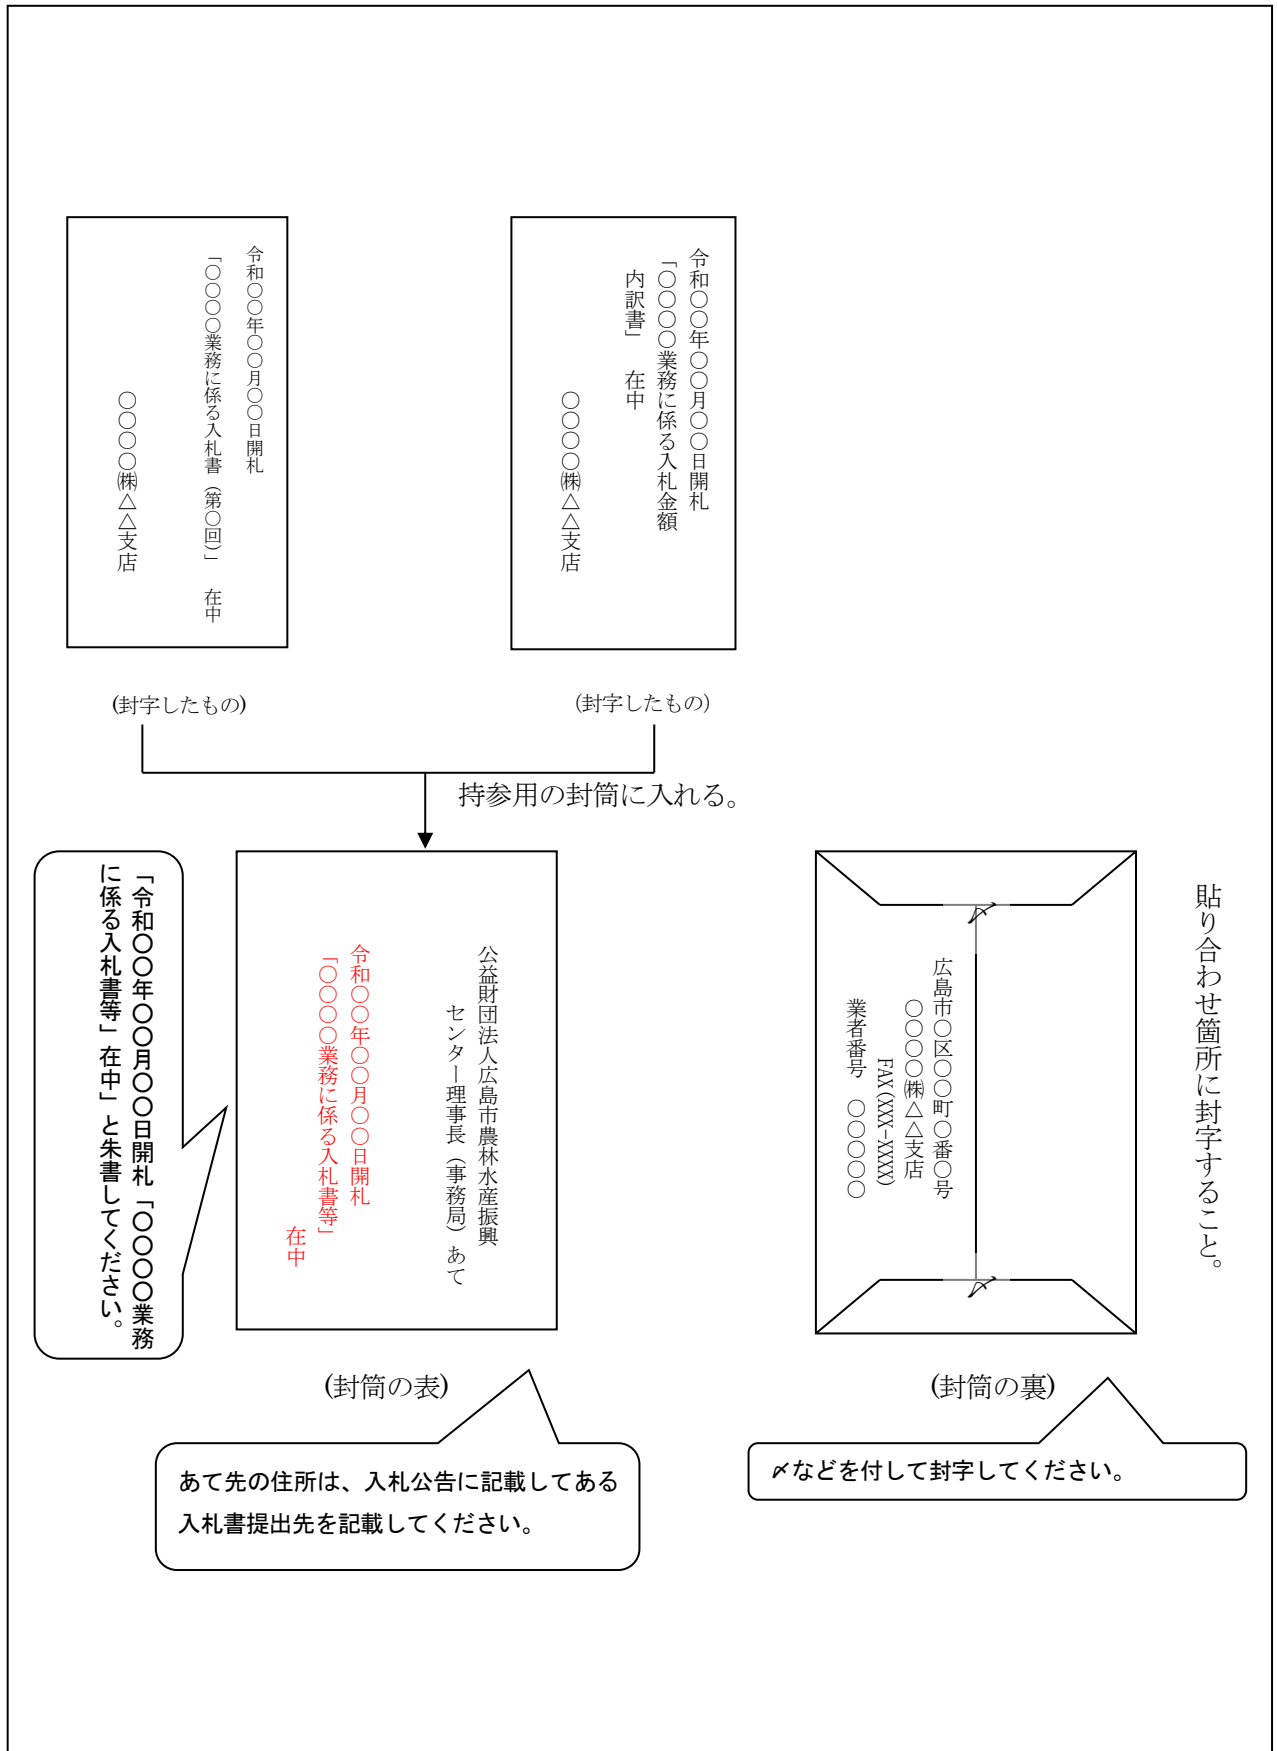 令和〇〇年〇〇月〇〇日開札
「〇〇〇〇業務に係る入札金額
内訳書」　在中
〇〇〇〇㈱△△支店
(封字したもの)
令和〇〇年〇〇月〇〇日開札
「〇〇〇〇業務に係る入札書（第〇回）」　在中
〇〇〇〇㈱△△支店
(封字したもの)
持参用の封筒に入れる。
貼り合わせ箇所に封字すること。
〆
広島市〇区〇〇町〇番〇号
〇〇〇〇㈱△△支店
FAX(XXX-XXXX)
業者番号　〇〇〇〇〇
〆
(封筒の裏)
〆などを付して封字してください。
公益財団法人広島市農林水産振興
センター理事長（事務局）あて
令和〇〇年〇〇月〇〇日開札
「〇〇〇〇業務に係る入札書等」
在中
(封筒の表)
あて先の住所は、入札公告に記載してある
入札書提出先を記載してください。
「令和〇〇年〇〇月〇〇日開札「〇〇〇〇業務
に係る入札書等」在中」と朱書してください。